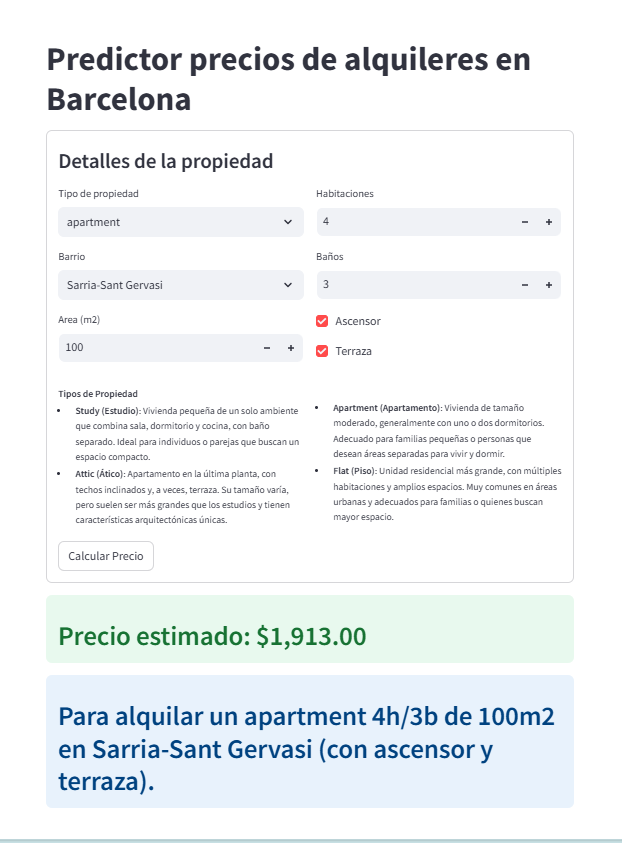 Predictor precios de alquileres en
Barcelona
Detalles de la propiedad
Tipo de propiedad
apartment
Habitaciones
4
Barrio
Sarria-Sant Gervasi
Baños
3
Area (m2)
100
Ascensor
Terraza
Tipos de Propiedad
Study (Estudio): Vivienda pequeña de un solo ambiente
que combina sala, dormitorio y cocina, con baño
separado. Ideal para individuos o parejas que buscan un
espacio compacto.
Attic (Ático): Apartamento en la última planta, con
techos inclinados y, a veces, terraza. Su tamaño varía,
pero suelen ser más grandes que los estudios y tienen
características arquitectónicas únicas.
Apartment (Apartamento): Vivienda de tamaño
moderado, generalmente con uno o dos dormitorios.
Adecuado para familias pequeñas o personas que
desean áreas separadas para vivir y dormir.
Flat (Piso): Unidad residencial más grande, con múltiples
habitaciones y amplios espacios. Muy comunes en áreas
urbanas y adecuados para familias o quienes buscan
mayor espacio.
Calcular Precio
Precio estimado: $1,913.00
Para alquilar un apartment 4h/3b de 100m2
en Sarria-Sant Gervasi (con ascensor y
terraza).